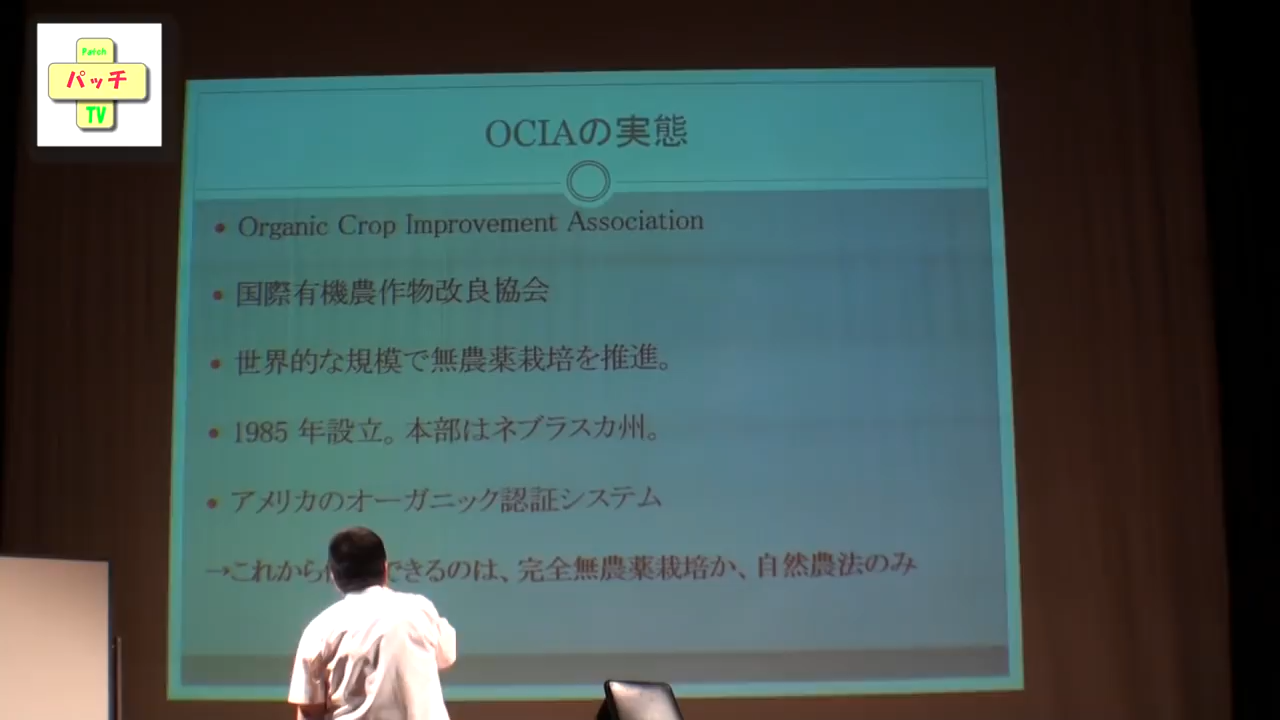 Patch
パッチ
TV
OCIAの実態
• Organic Crop Improvement Association
• 国際有機農作物改良協会
• 世界的な規模で無農薬栽培を推進。
• 1985 年設立。本部はネブラスカ州。
• アメリカのオーガニック認証システム
→これから できるのは、完全無農薬栽培か、自然農法のみ